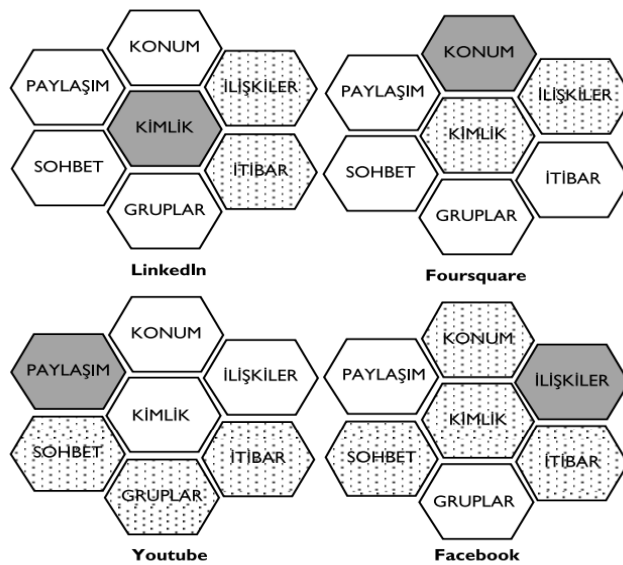 KONUM
PAYLAŞIM
İLİŞKİLER
KİMLİK
SOHBET
İTİBAR
GRUPLAR
LinkedIn
KONUM
PAYLAŞIM
İLİŞKİLER
KİMLİK
SOHBET
İTİBAR
GRUPLAR
Foursquare
KONUM
PAYLAŞIM
İLİŞKİLER
KİMLİK
SOHBET
İTİBAR
GRUPLAR
Youtube
KONUM
PAYLAŞIM
İLİŞKİLER
KİMLİK
SOHBET
İTİBAR
GRUPLAR
Facebook